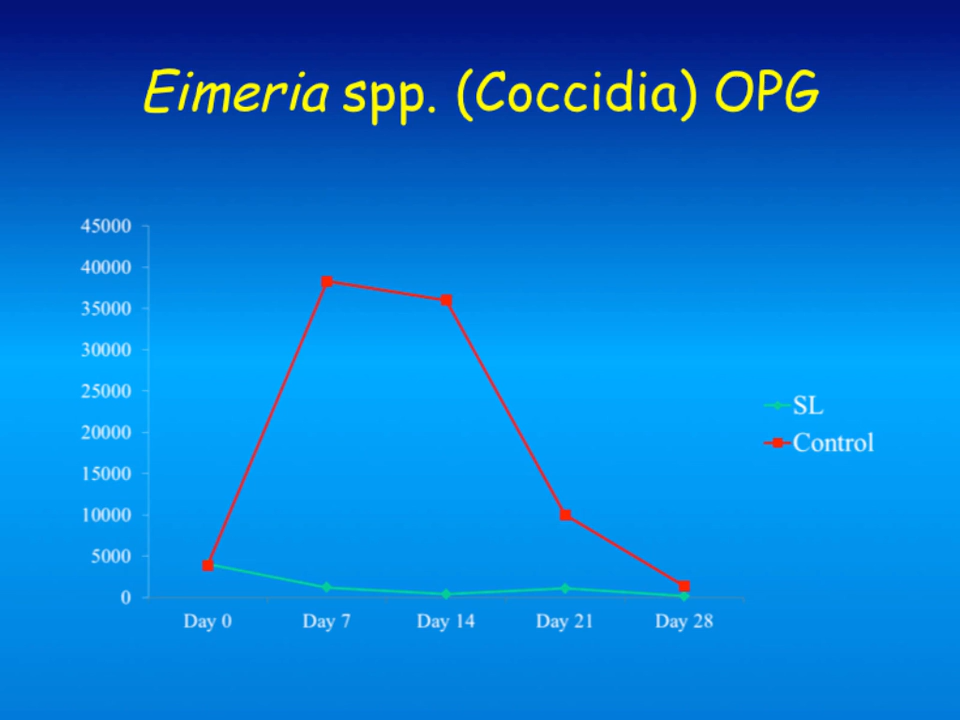 Eimeria spp. (Coccidia) OPG
45000
40000
35000
30000
25000
20000
15000
10000
5000
0
Day 0 Day 7 Day 14 Day 21 Day 28
SL
Control